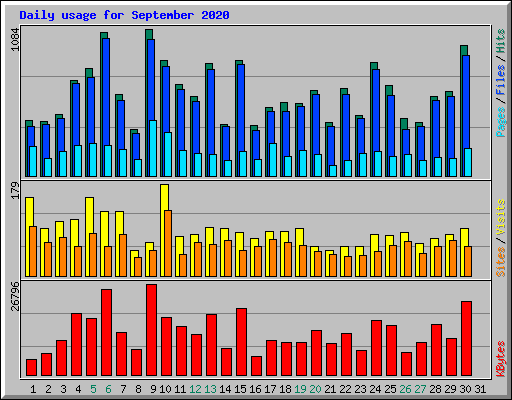 Daily usage for September 2020
1084
Pages / Files / Hits
179
Sites / Visits
26796
KBytes
1 2 3 4 5 6 7 8 9 10 11 12 13 14 15 16 17 18 19 20 21 22 23 24 25 26 27 28 29 30 31